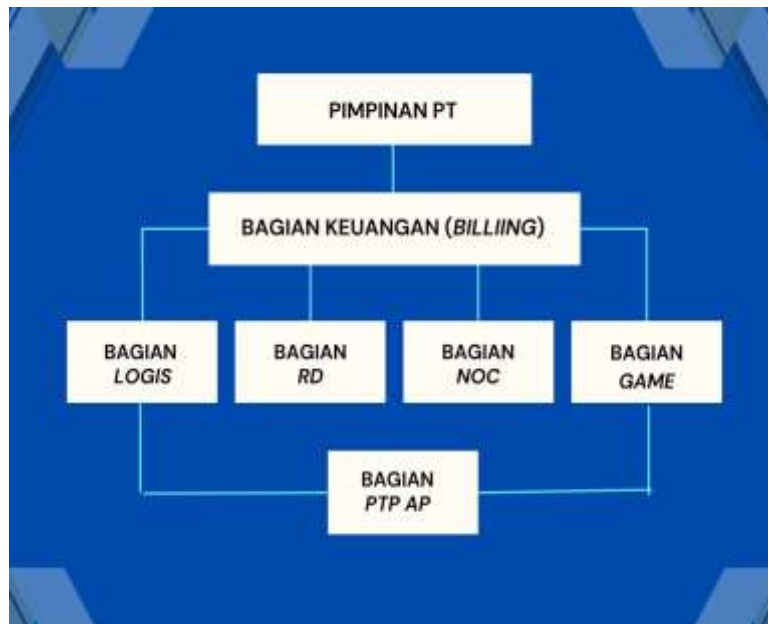 PIMPINAN PT
BAGIAN KEUANGAN (BILLIING)
BAGIAN
LOGIS
BAGIAN
RD
BAGIAN
NOC
BAGIAN
GAME
BAGIAN
PTP AP